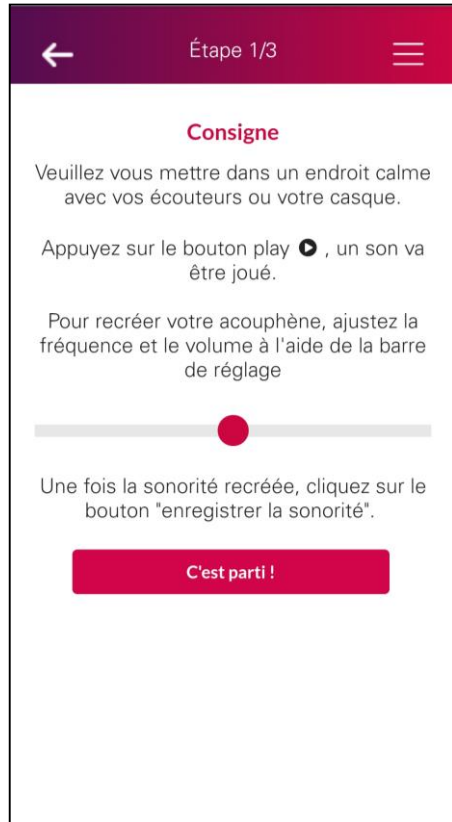 Étape 1/3
Consigne
Veuillez vous mettre dans un endroit calme
avec vos écouteurs ou votre casque.
Appuyez sur le bouton play , un son va
être joué.
Pour recréer votre acouphène, ajustez la
fréquence et le volume à l'aide de la barre
de réglage
Une fois la sonorité recréée, cliquez sur le
bouton "enregistrer la sonorité".
C'est parti !